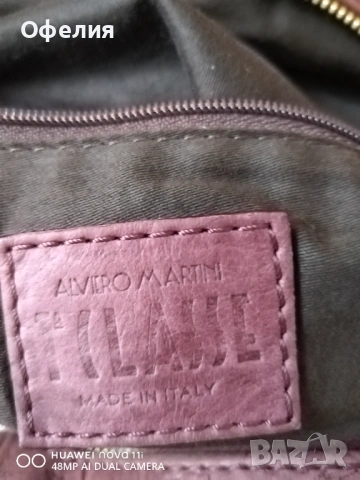 Офелия
ALVIERO MARTINI
1ª CLASSE
MADE IN ITALY
HUAWEI nova 11i
48MP AI DUAL CAMERA
BAZAR